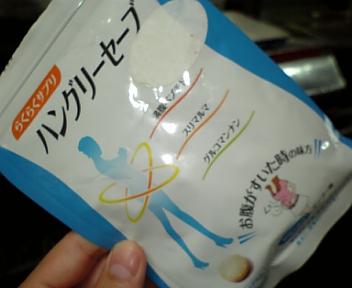 らくらくサプリ
ハングリーセーブ
スリマルマ
グルコマンナン
お腹がすいた時の味方